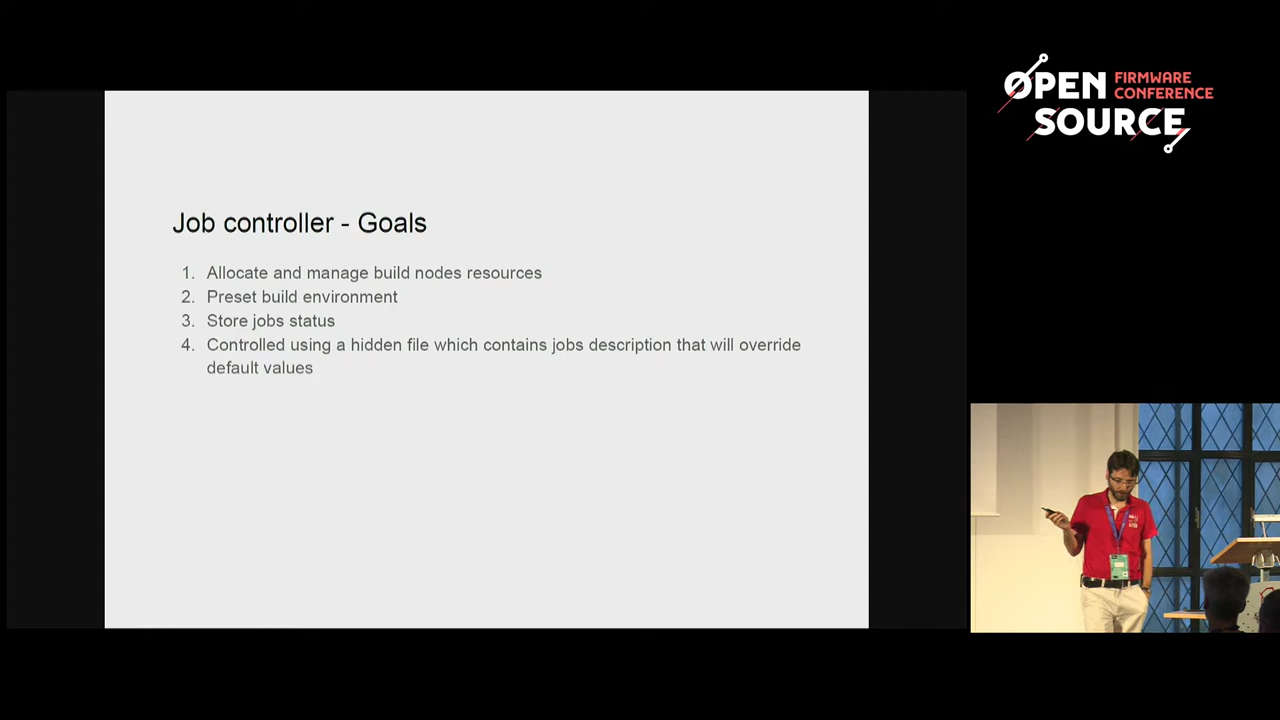 OPEN FIRMWARE
CONFERENCE
SOURCE
Job controller - Goals
1. Allocate and manage build nodes resources
2. Preset build environment
3. Store jobs status
4. Controlled using a hidden file which contains jobs description that will override
default values